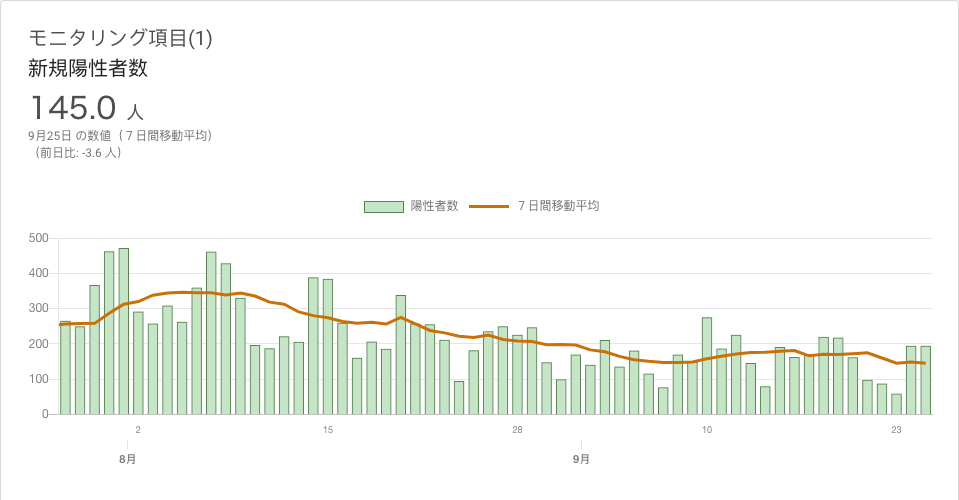 モニタリング項目(1)
新規陽性者数
145.0 人
9月25日 の数値（７日間移動平均）
（前日比: -3.6 人）
陽性者数 ７日間移動平均
500
400
300
200
100
0
2 15 28 10 23
8月 9月